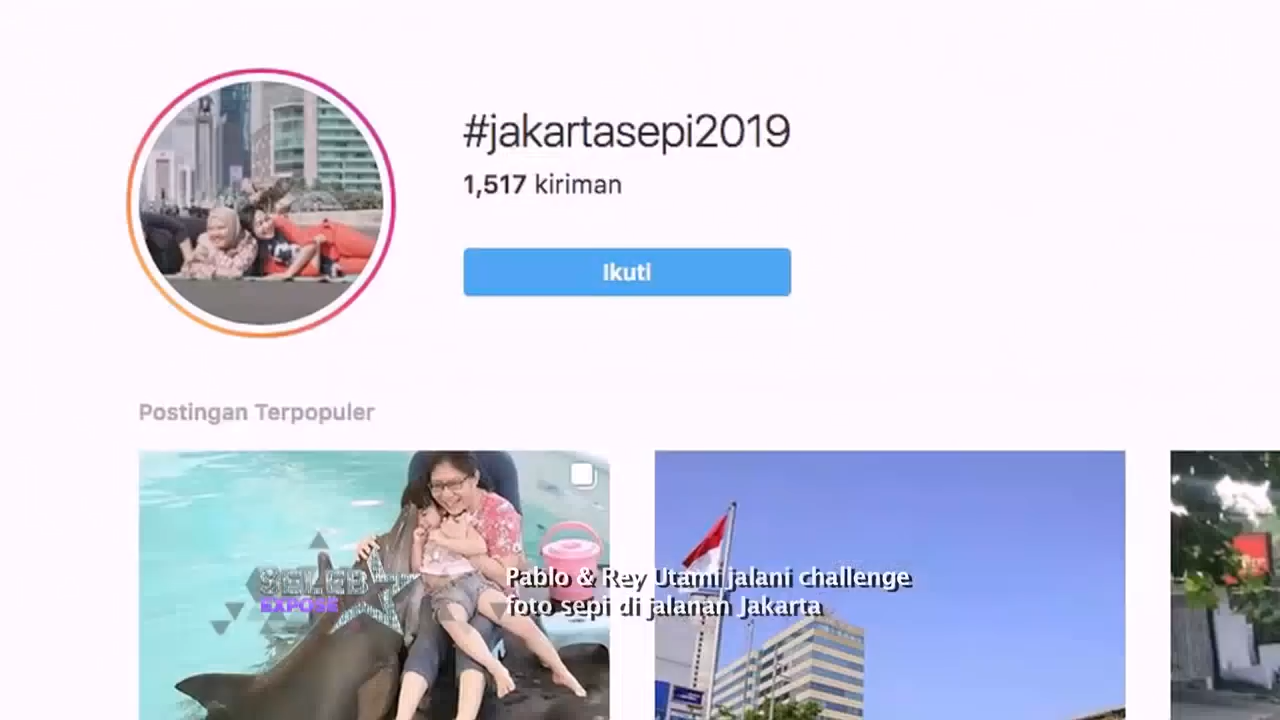 #jakartasepi2019
1,517 kiriman
Ikuti
Postingan Terpopuler
SELEB
EXPOSE
Pablo & Rey Utami jalani challenge
foto sepi di jalanan Jakarta